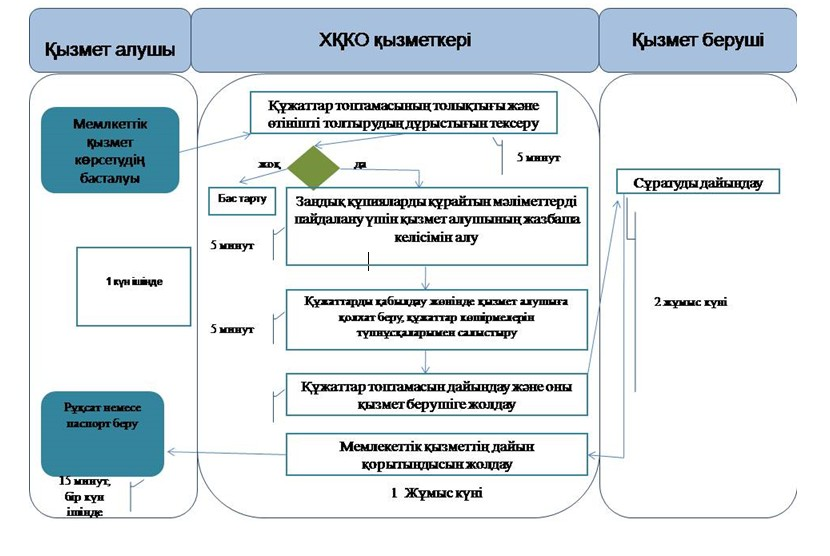 Қызмет алушы
ХҚКО қызметкері
Қызмет беруші
Мемлкеттік
қызмет
көрсетудің
басталуы
Құжаттар топтамасының толықтығы және
өтінішті толтырудың дұрыстығын тексеру
5 минут
жоқ
да
Бас тарту
Сұратуды дайындау
Заңдық құпияларды құрайтын мәліметтерді
пайдалану үшін қызмет алушының жазбаша
келісімін алу
5 минут
1 күн ішінде
Құжаттарды қабылдау жөнінде қызмет алушыға
қолхат беру, құжаттар көшірмелерін
түпнұсқаларымен салыстыру
5 минут
2 жұмыс күні
Құжаттар топтамасын дайындау және оны
қызмет берушіге жолдау
Рұқсат немесе
паспорт беру
Мемлекеттік қызметтің дайын
қорытындысын жолдау
15 минут,
бір күн
ішінде
1 Жұмыс күні